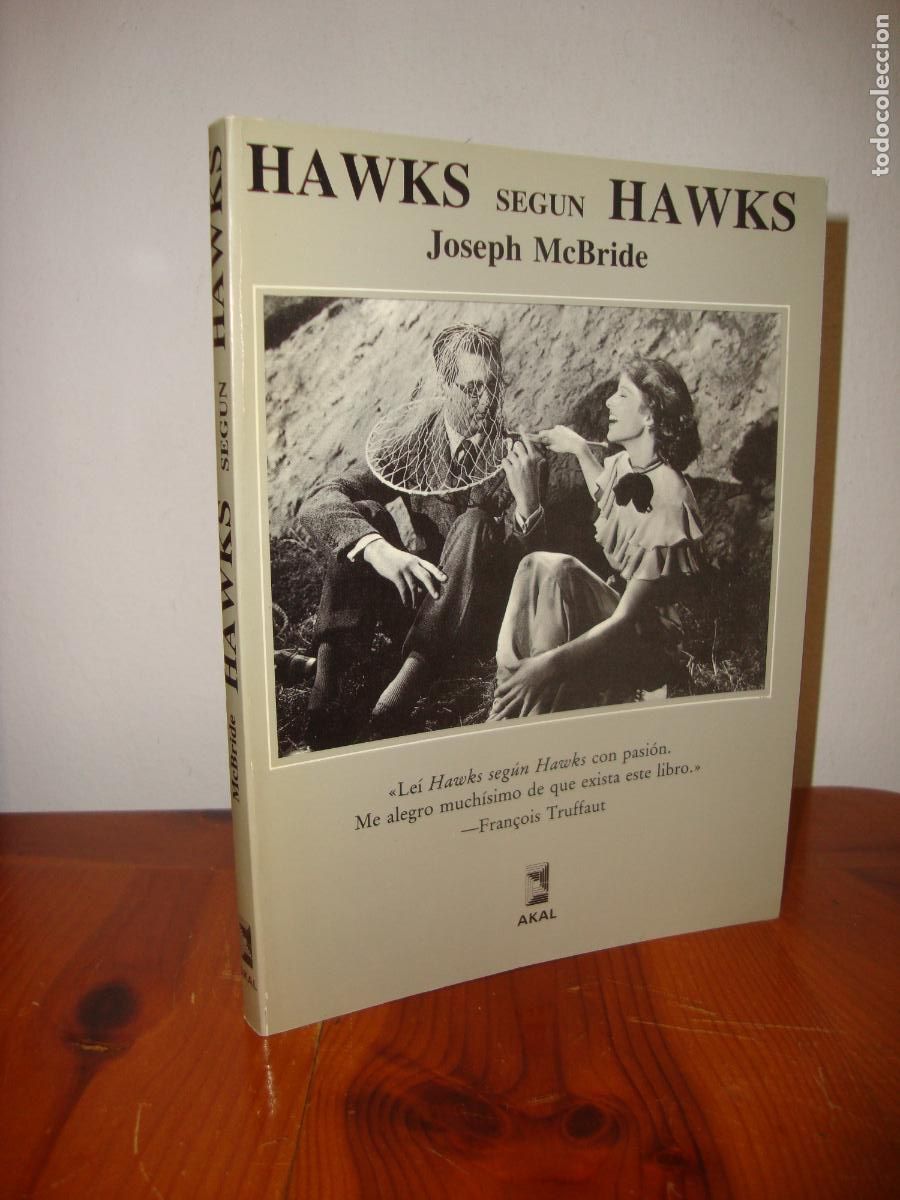 HAWKS SEGUN HAWKS
Joseph McBride
«Leí Hawks según Hawks con pasión.
Me alegro muchísimo de que exista este libro.»
—François Truffaut
AKAL
McBride HAWKS SEGUN HAWKS
AKAL
todocoleccion